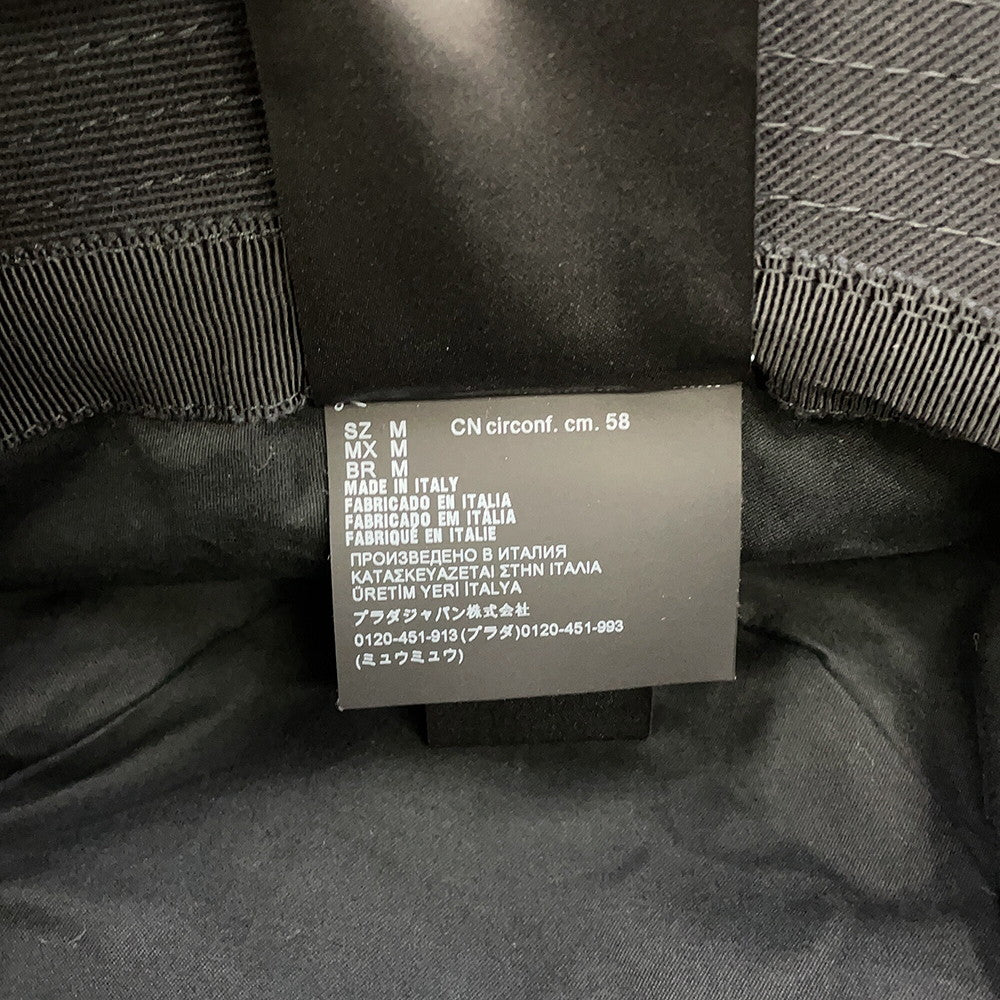 SZ M CN circonf. cm. 58
MX M
BR M
MADE IN ITALY
FABRICADO EN ITALIA
FABRICADO EM ITÁLIA
FABRIQUÉ EN ITALIE
ПРОИЗВЕДЕНО В ИТАЛИЯ
ΚΑΤΑΣΚΕΥΑΖΕΤΑΙ ΣΤΗΝ ΙΤΑΛΙΑ
ÜRETİM YERİ İTALYA
プラダジャパン株式会社
0120-451-913(プラダ)0120-451-993
(ミュウミュウ)